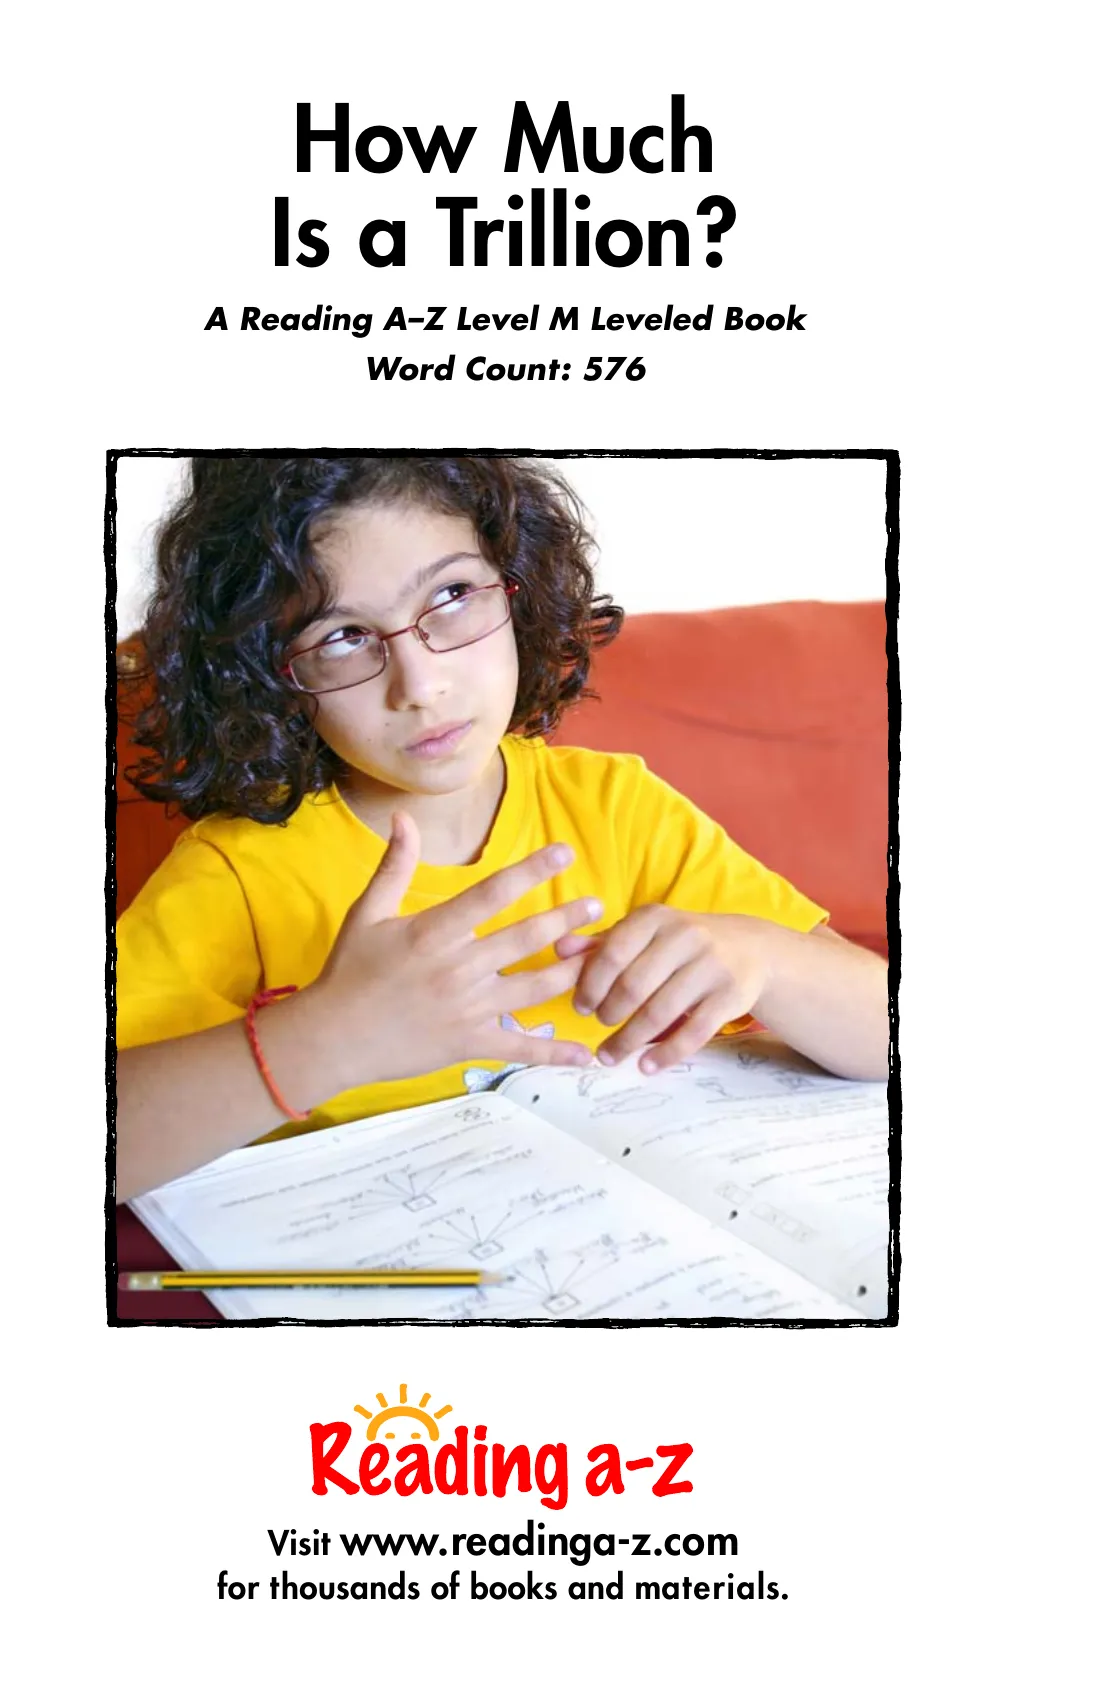 How Much
Is a Trillion?
A Reading A–Z Level M Leveled Book
Word Count: 576
Reading a-z
Visit www.readinga-z.com
for thousands of books and materials.